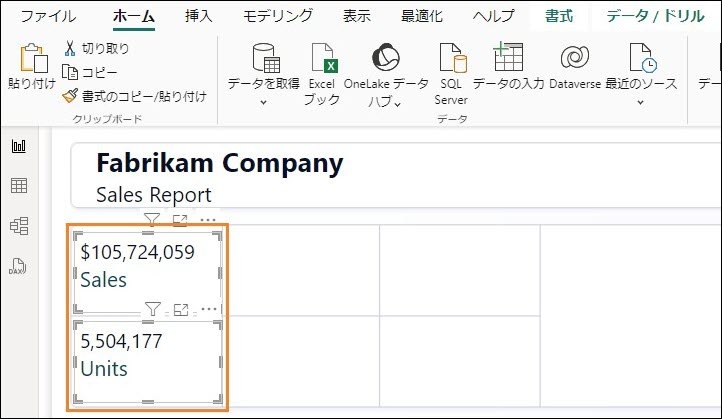 ファイル ホーム 挿入 モデリング 表示 最適化 ヘルプ 書式 データ / ドリル
貼り付け
切り取り
コピー
書式のコピー/貼り付け
クリップボード
データを取得
Excel
ブック
OneLake データ
ハブ
SQL
Server
データの入力
Dataverse
最近のソース
デー
データ
DAX
Fabrikam Company
Sales Report
$105,724,059
Sales
5,504,177
Units